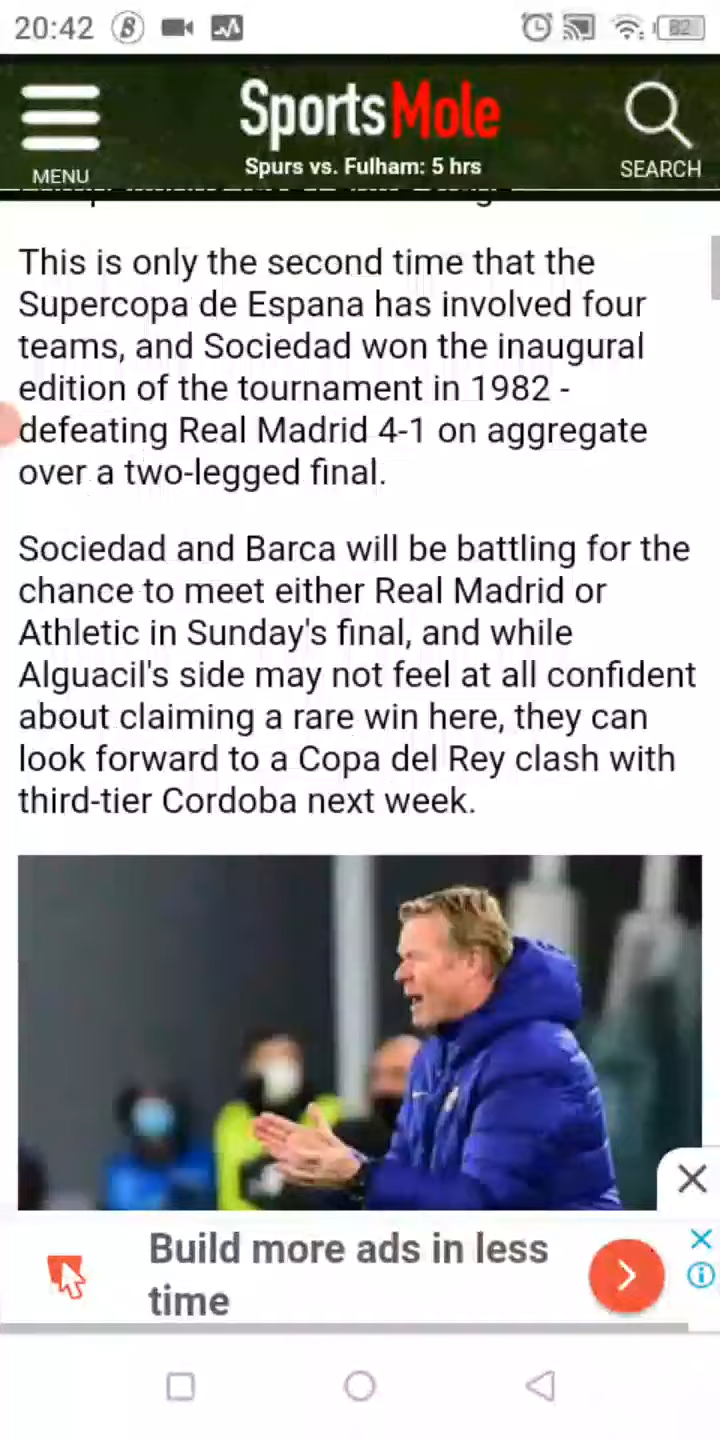 20:42
82
SportsMole
MENU
Spurs vs. Fulham: 5 hrs
SEARCH
This is only the second time that the
Supercopa de Espana has involved four
teams, and Sociedad won the inaugural
edition of the tournament in 1982 -
defeating Real Madrid 4-1 on aggregate
over a two-legged final.
Sociedad and Barca will be battling for the
chance to meet either Real Madrid or
Athletic in Sunday's final, and while
Alguacil's side may not feel at all confident
about claiming a rare win here, they can
look forward to a Copa del Rey clash with
third-tier Cordoba next week.
Build more ads in less
time